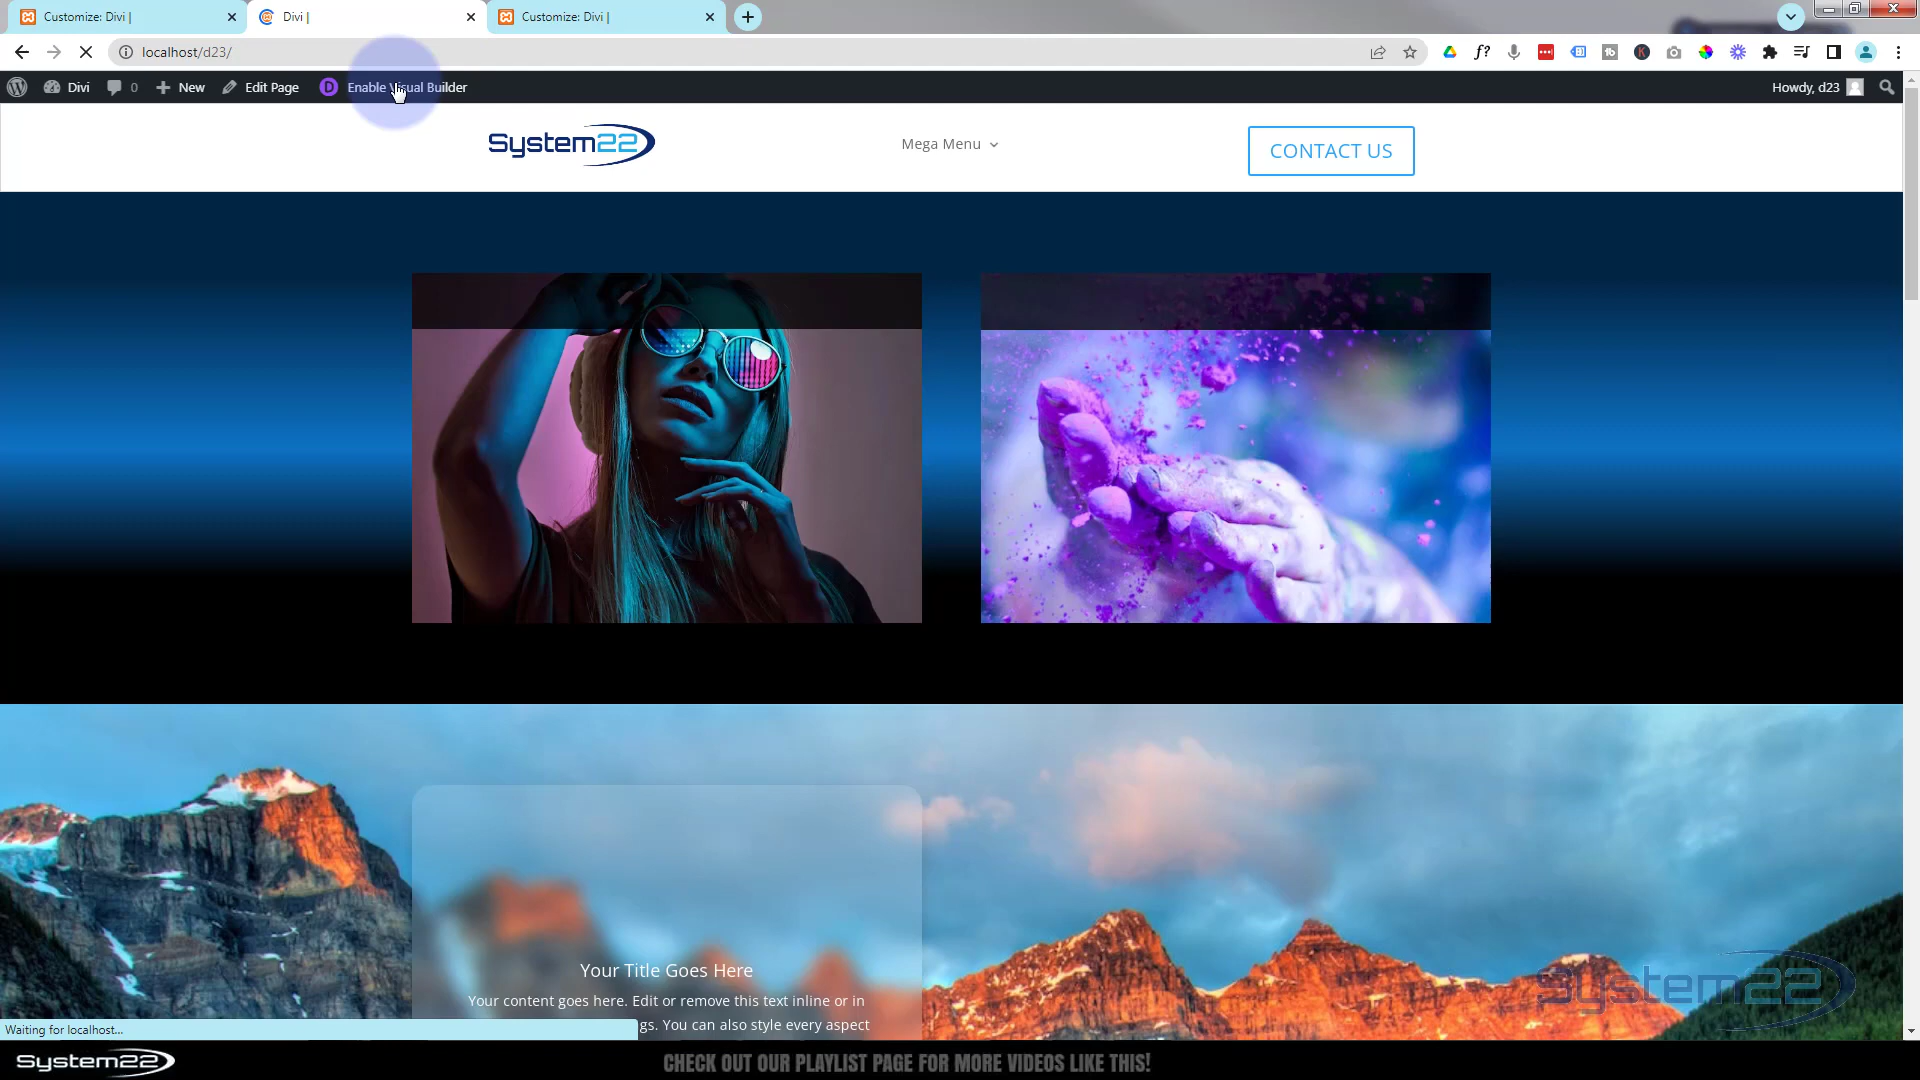 Customize: Divi |
Divi |
Customize: Divi |
localhost/d23/
Divi
0
New
Edit Page
Enable Visual Builder
Howdy, d23
System22
Mega Menu
CONTACT US
Your Title Goes Here
Your content goes here. Edit or remove this text inline or in
gs. You can also style every aspect
System22
Waiting for localhost...
System22
CHECK OUT OUR PLAYLIST PAGE FOR MORE VIDEOS LIKE THIS!